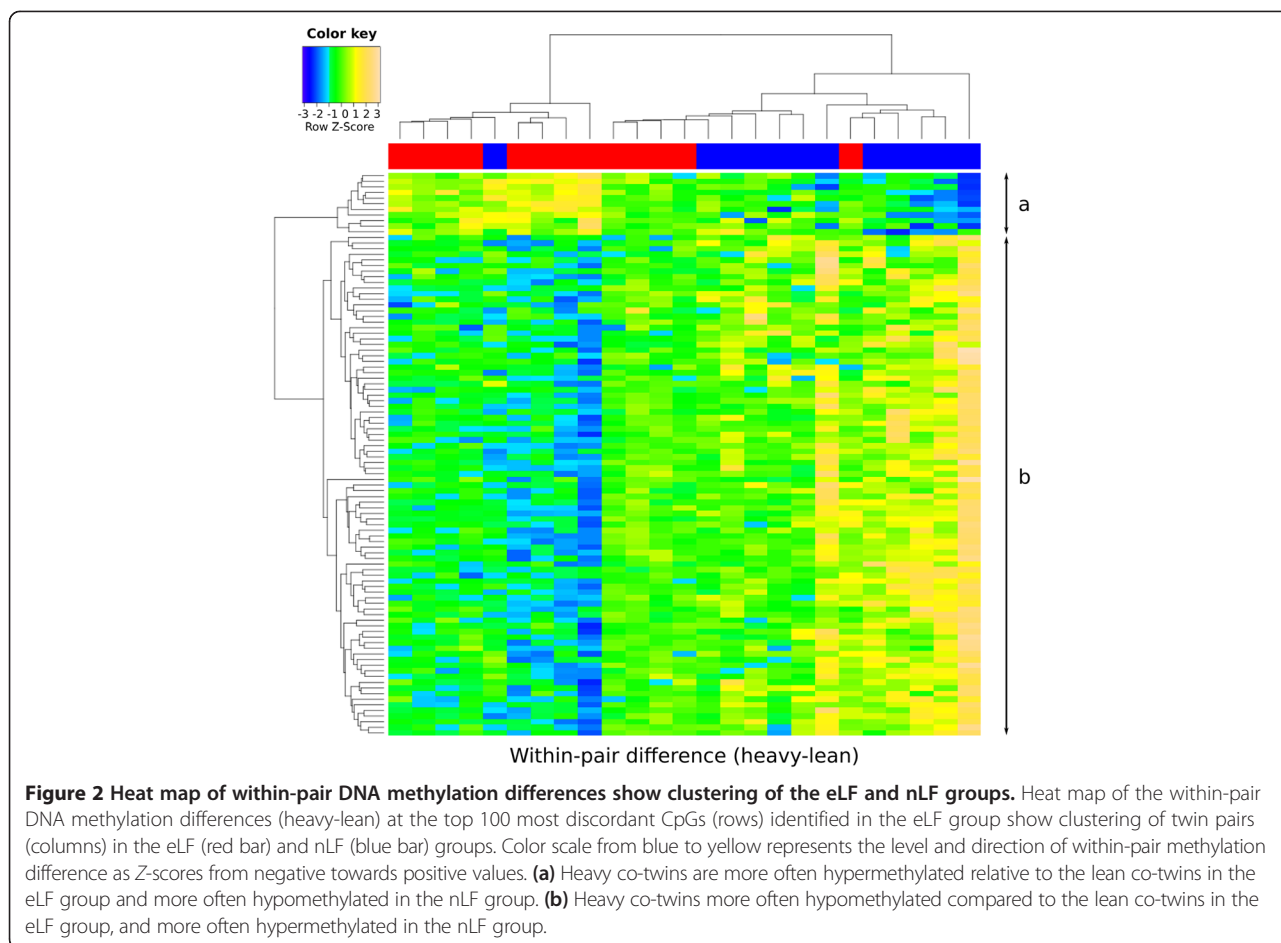 Color key
-3 -2 -1 0 1 2 3
Row Z-Score
a
b
Within-pair difference (heavy-lean)
Figure 2 Heat map of within-pair DNA methylation differences show clustering of the eLF and nLF groups. Heat map of the within-pair
DNA methylation differences (heavy-lean) at the top 100 most discordant CpGs (rows) identified in the eLF group show clustering of twin pairs
(columns) in the eLF (red bar) and nLF (blue bar) groups. Color scale from blue to yellow represents the level and direction of within-pair methylation
difference as Z-scores from negative towards positive values. (a) Heavy co-twins are more often hypermethylated relative to the lean co-twins in the
eLF group and more often hypomethylated in the nLF group. (b) Heavy co-twins more often hypomethylated compared to the lean co-twins in the
eLF group, and more often hypermethylated in the nLF group.